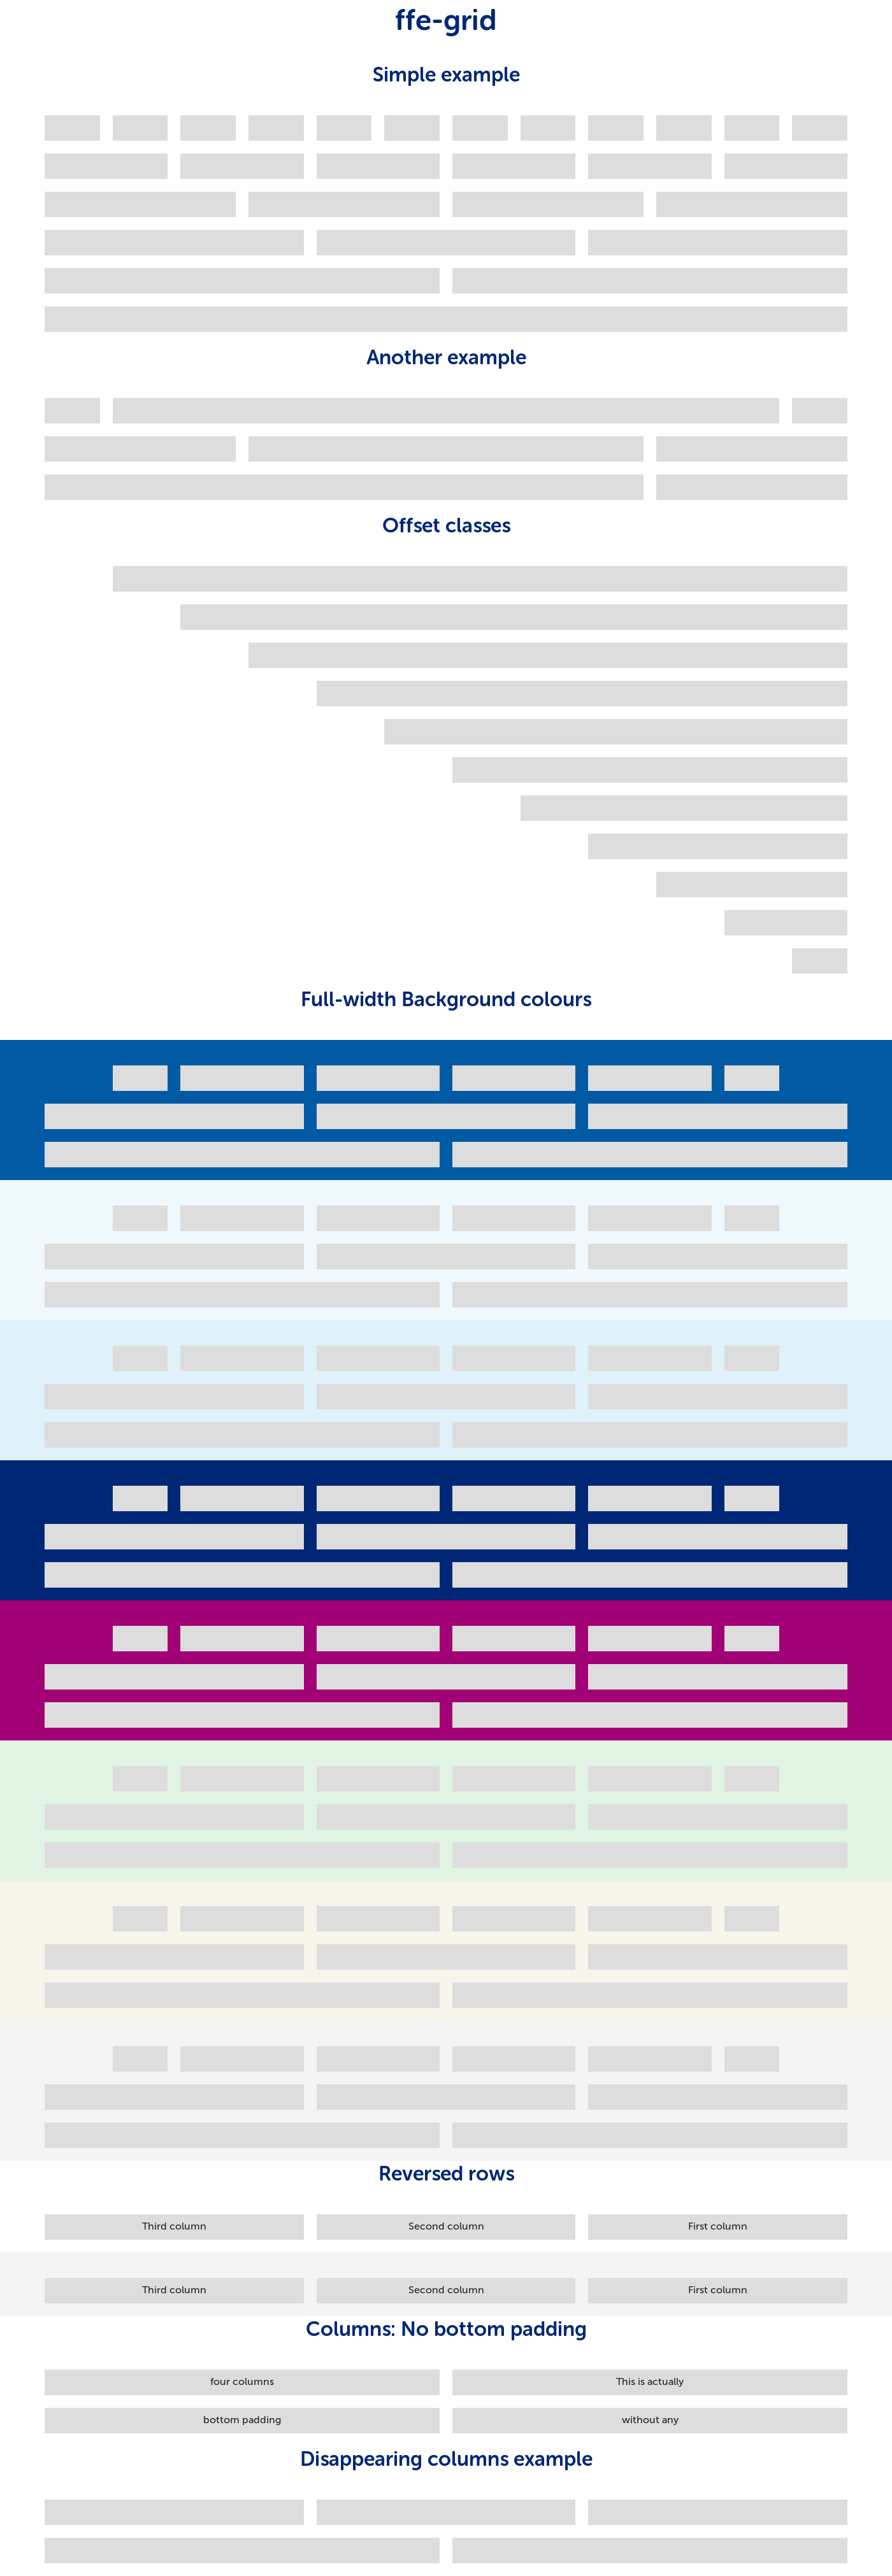 ffe-grid
Simple example
Another example
Offset classes
Full-width Background colours
Reversed rows
Third column
Second column
First column
Third column
Second column
First column
Columns: No bottom padding
four columns
This is actually
bottom padding
without any
Disappearing columns example